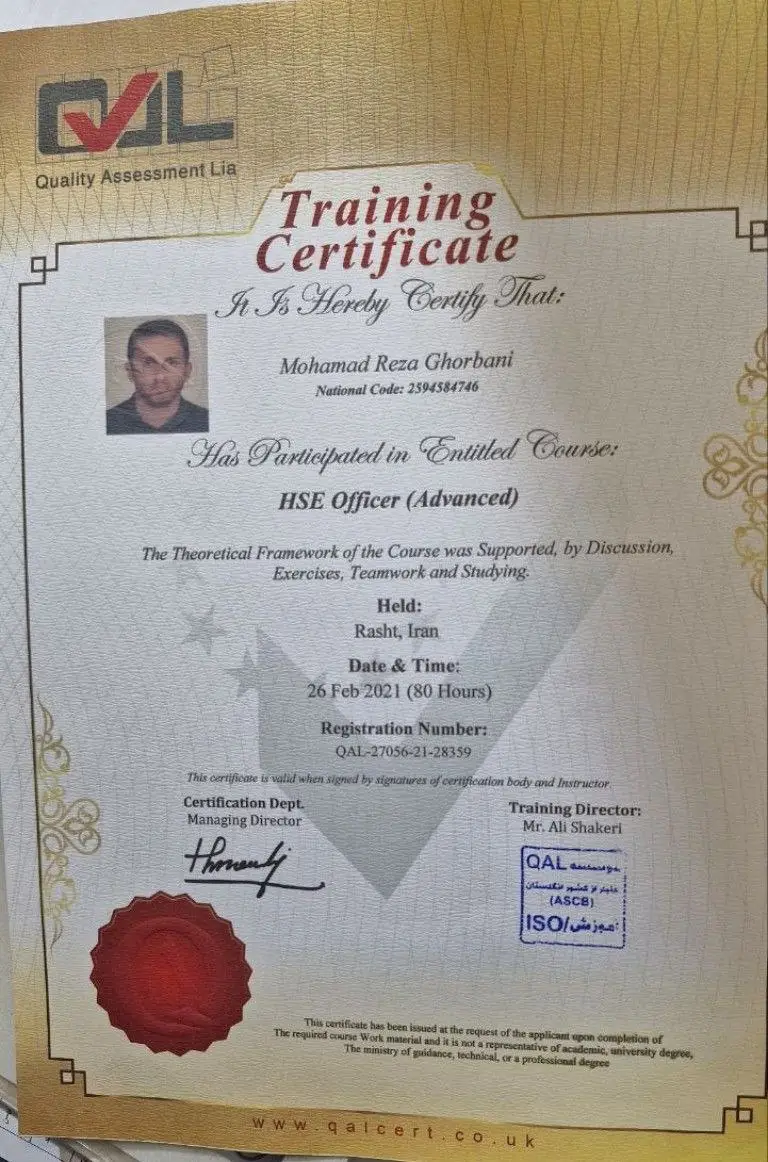 QAL
Quality Assessment Lia
Training
Certificate
It Is Hereby Certify That:
Mohamad Reza Ghorbani
National Code: 2594584746
Has Participated in Entitled Course:
HSE Officer (Advanced)
The Theoretical Framework of the Course was Supported, by Discussion,
Exercises, Teamwork and Studying.
Held:
Rasht, Iran
Date & Time:
26 Feb 2021 (80 Hours)
Registration Number:
QAL-27056-21-28359
This certificate is valid when signed by signatures of certification body and Instructor
Certification Dept.
Managing Director
Training Director:
Mr. Ali Shakeri
QAL موسسه
کشور انگلستان
(ASCB)
ISO/آموزش
This certificate has been issued at the request of the applicant upon completion of
The required course Work material and it is not a representative of academic, university degree,
The ministry of guidance, technical, or a professional degree
www.qalcert.co.uk